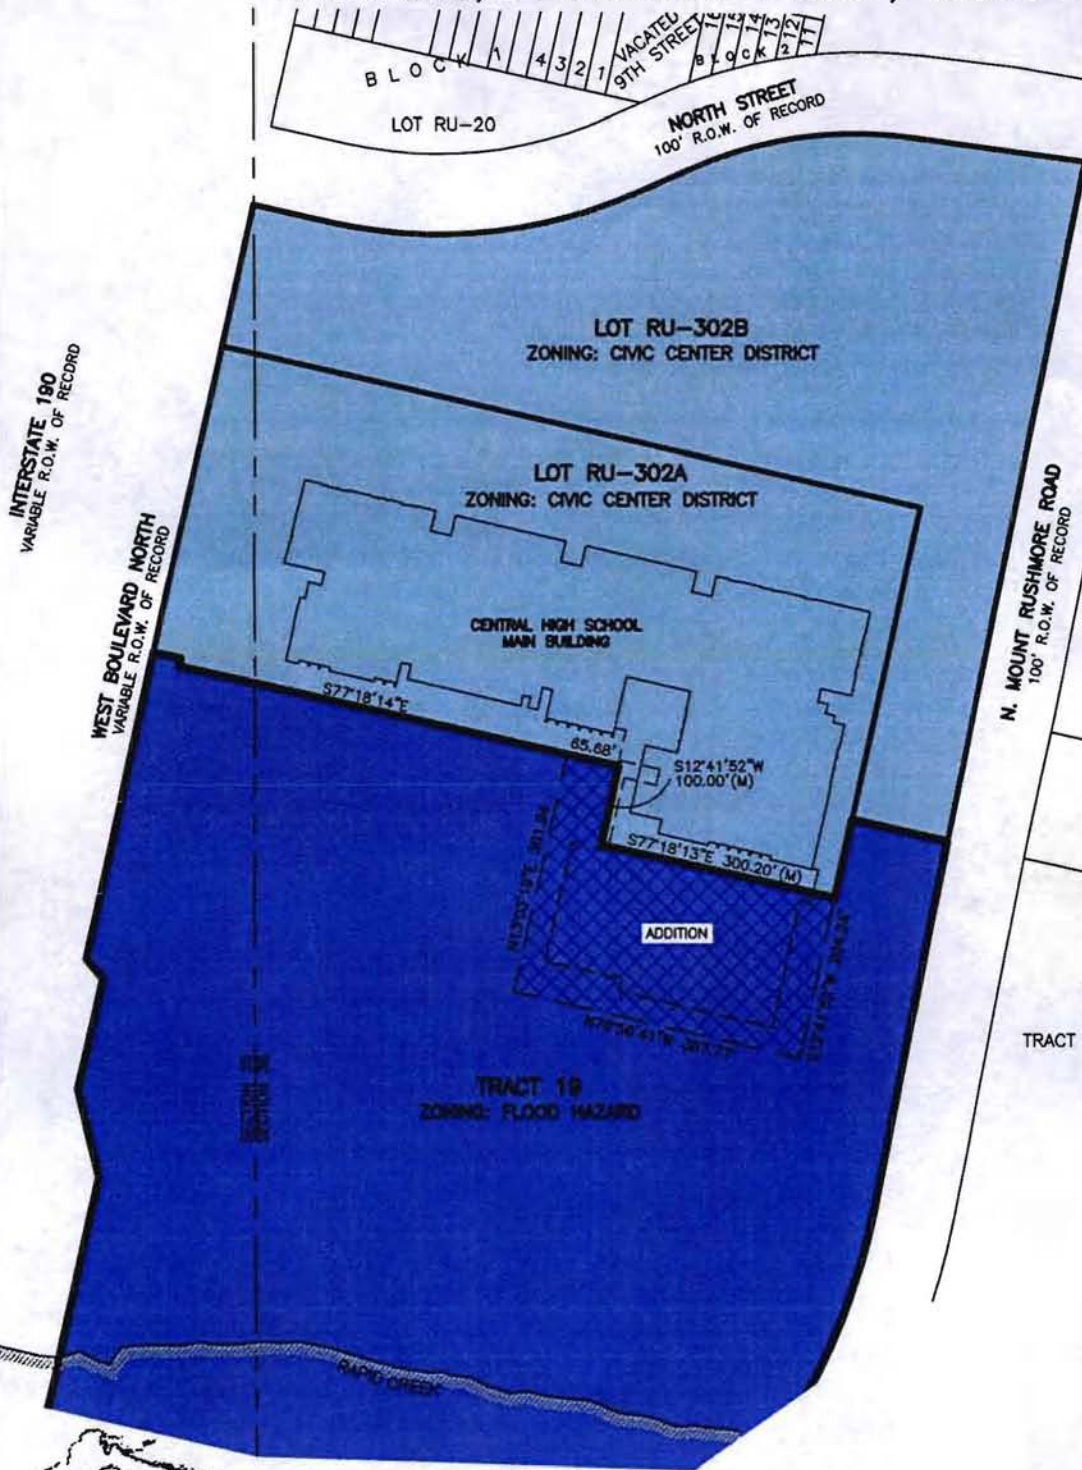 BLOCK 1
4 3 2 1
VACATED
9TH STREET
16 15 14 13 12 11
BLOCK 2
LOT RU-20
NORTH STREET
100' R.O.W. OF RECORD
LOT RU-302B
ZONING: CIVIC CENTER DISTRICT
INTERSTATE 190
VARIABLE R.O.W. OF RECORD
LOT RU-302A
ZONING: CIVIC CENTER DISTRICT
WEST BOULEVARD NORTH
VARIABLE R.O.W. OF RECORD
N. MOUNT RUSHMORE ROAD
100' R.O.W. OF RECORD
CENTRAL HIGH SCHOOL
MAIN BUILDING
S77°18'14"E
65.68'
S12°41'52"W
100.00'(M)
S77°18'13"E 300.20'(M)
ADDITION
TRACT
TRACT 19
ZONING: FLOOD HAZARD
RAPID CREEK